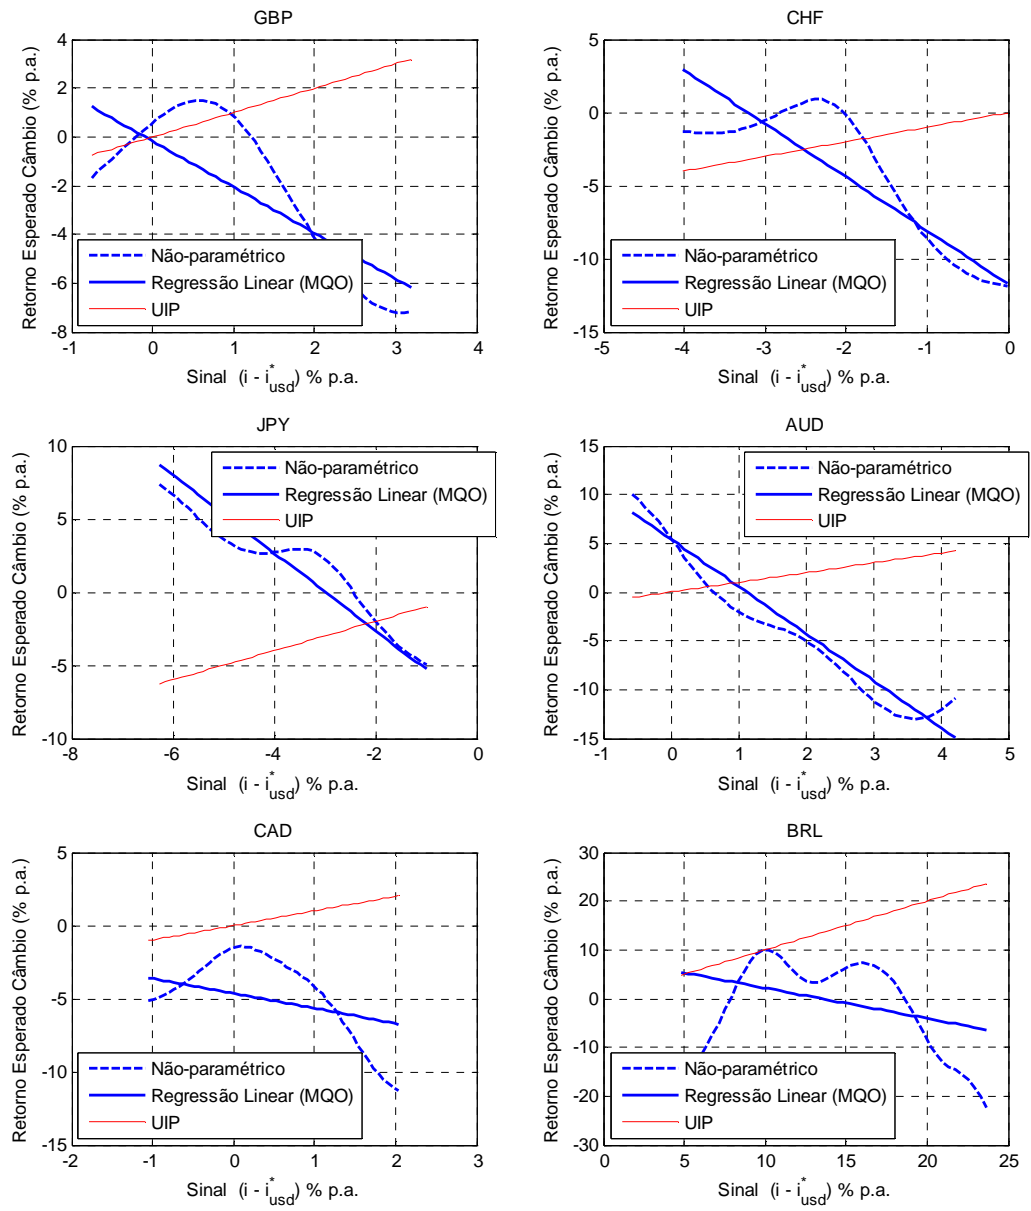 GBP
4
2
0
-2
-4
-6
-8
-1
0
1
2
3
4
Retorno Esperado Câmbio (% p.a.)
Sinal (i - i*usd) % p.a.
Não-paramétrico
Regressão Linear (MQO)
UIP
CHF
5
0
-5
-10
-15
-5
-4
-3
-2
-1
0
Retorno Esperado Câmbio (% p.a.)
Sinal (i - i*usd) % p.a.
Não-paramétrico
Regressão Linear (MQO)
UIP
JPY
10
5
0
-5
-10
-8
-6
-4
-2
0
Retorno Esperado Câmbio (% p.a.)
Sinal (i - i*usd) % p.a.
Não-paramétrico
Regressão Linear (MQO)
UIP
AUD
15
10
5
0
-5
-10
-15
-1
0
1
2
3
4
5
Retorno Esperado Câmbio (% p.a.)
Sinal (i - i*usd) % p.a.
Não-paramétrico
Regressão Linear (MQO)
UIP
CAD
5
0
-5
-10
-15
-2
-1
0
1
2
3
Retorno Esperado Câmbio (% p.a.)
Sinal (i - i*usd) % p.a.
Não-paramétrico
Regressão Linear (MQO)
UIP
BRL
30
20
10
0
-10
-20
-30
0
5
10
15
20
25
Retorno Esperado Câmbio (% p.a.)
Sinal (i - i*usd) % p.a.
Não-paramétrico
Regressão Linear (MQO)
UIP